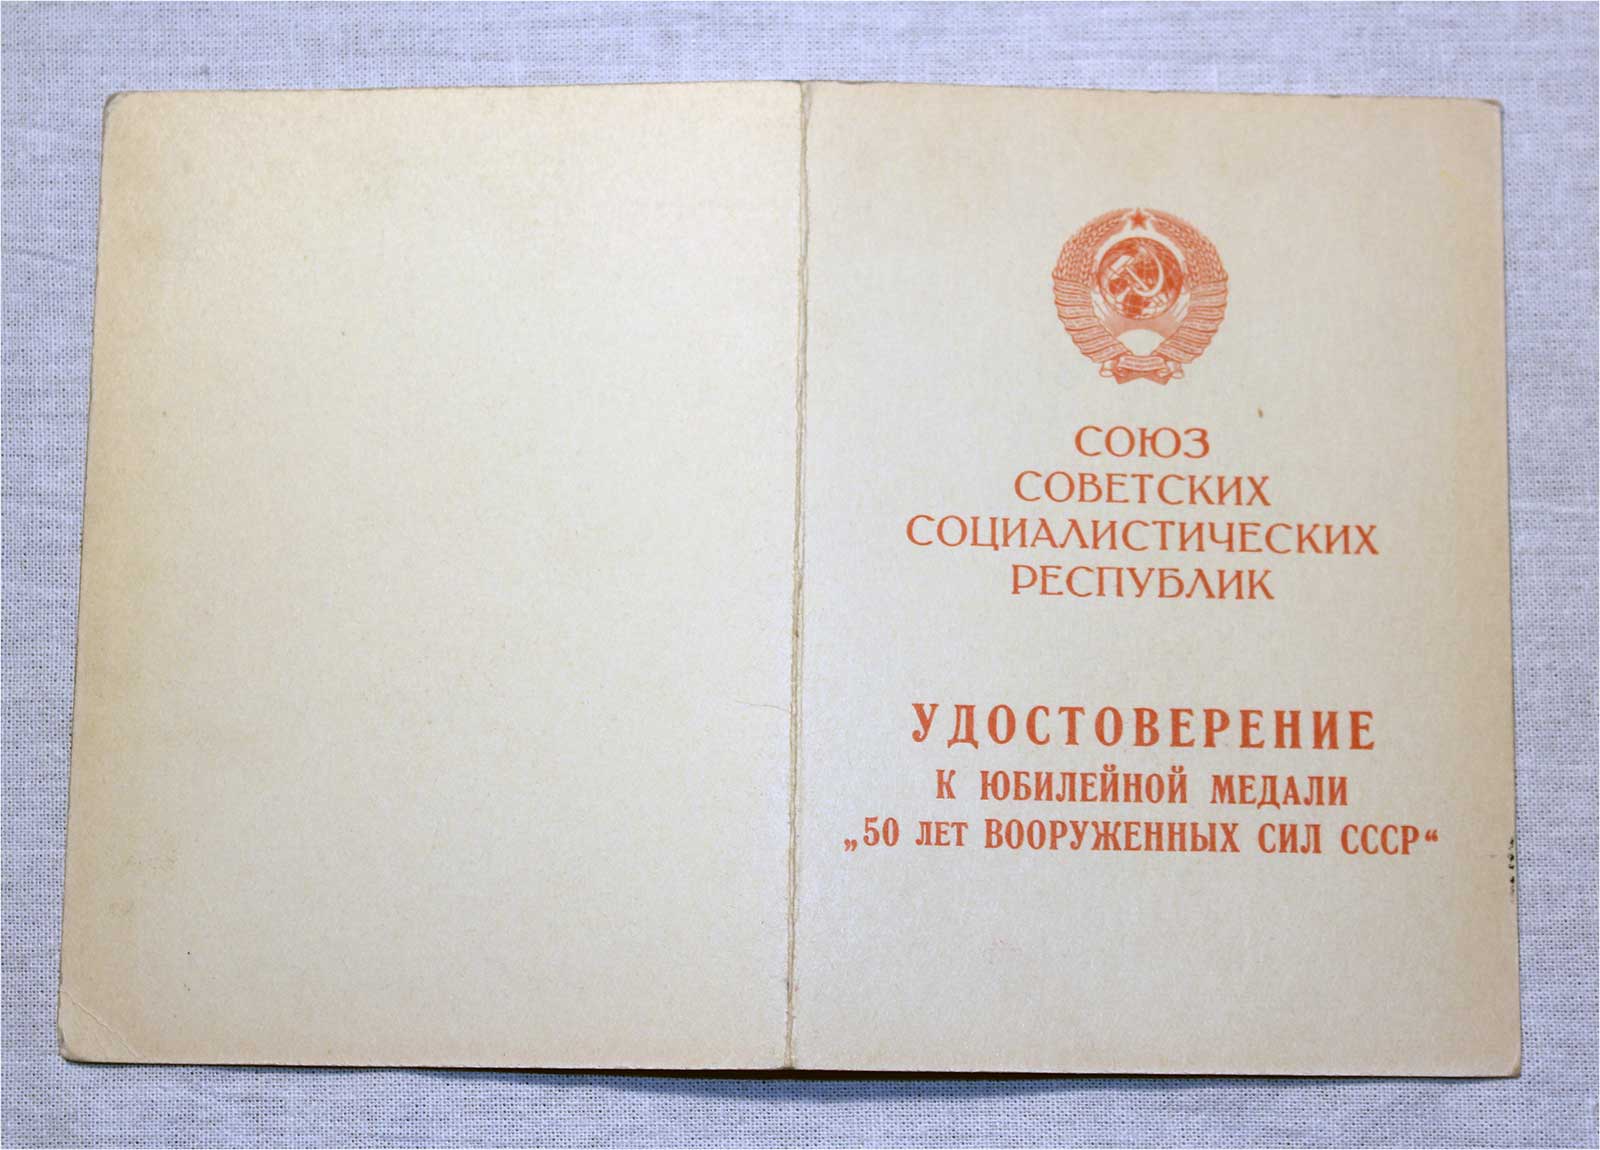 СОЮЗ
СОВЕТСКИХ
СОЦИАЛИСТИЧЕСКИХ
РЕСПУБЛИК
УДОСТОВЕРЕНИЕ
К ЮБИЛЕЙНОЙ МЕДАЛИ
„50 ЛЕТ ВООРУЖЕННЫХ СИЛ СССР“